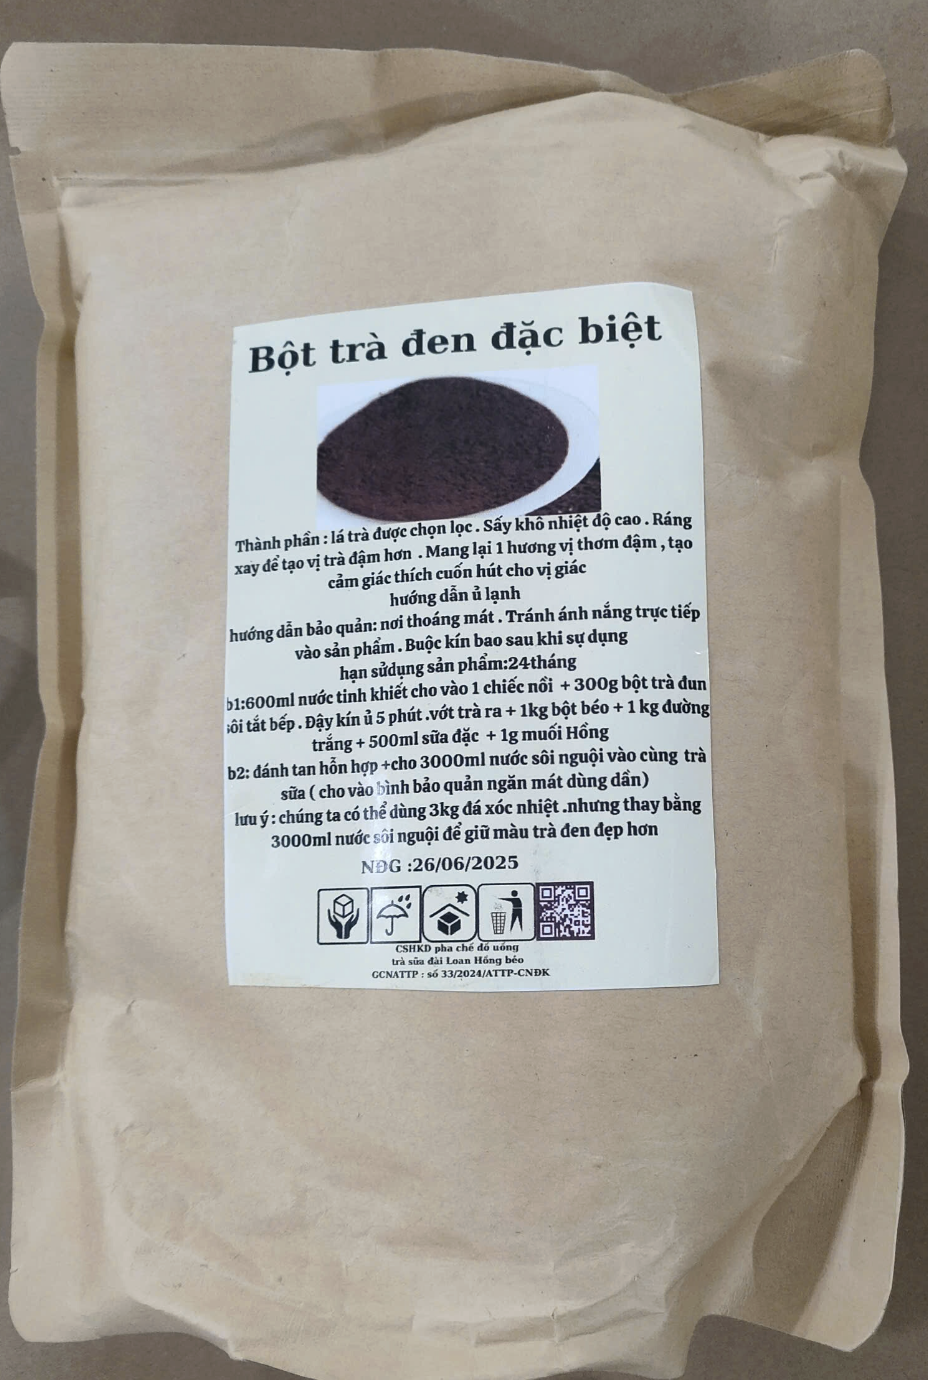 Bột trà đen đặc biệt
Thành phần : lá trà được chọn lọc . Sấy khô nhiệt độ cao . Ráng
xay để tạo vị trà đậm hơn . Mang lại 1 hương vị thơm đậm , tạo
cảm giác thích cuốn hút cho vị giác
hướng dẫn ủ lạnh
hướng dẫn bảo quản: nơi thoáng mát . Tránh ánh nắng trực tiếp
vào sản phẩm . Buộc kín bao sau khi sự dụng
hạn sửdụng sản phẩm:24tháng
b1:600ml nước tinh khiết cho vào 1 chiếc nồi + 300g bột trà đun
sôi tắt bếp . Đậy kín ủ 5 phút .vớt trà ra + 1kg bột béo + 1 kg đường
trắng + 500ml sữa đặc + 1g muối Hồng
b2: đánh tan hỗn hợp +cho 3000ml nước sôi nguội vào cùng trà
sữa ( cho vào bình bảo quản ngăn mát dùng dần)
lưu ý : chúng ta có thể dùng 3kg đá xóc nhiệt .nhưng thay bằng
3000ml nước sôi nguội để giữ màu trà đen đẹp hơn
NĐG :26/06/2025
CSHKD pha chế đồ uống
trà sữa đài Loan Hồng béo
GCNATTP : số 33/2024/ATTP-CNĐK